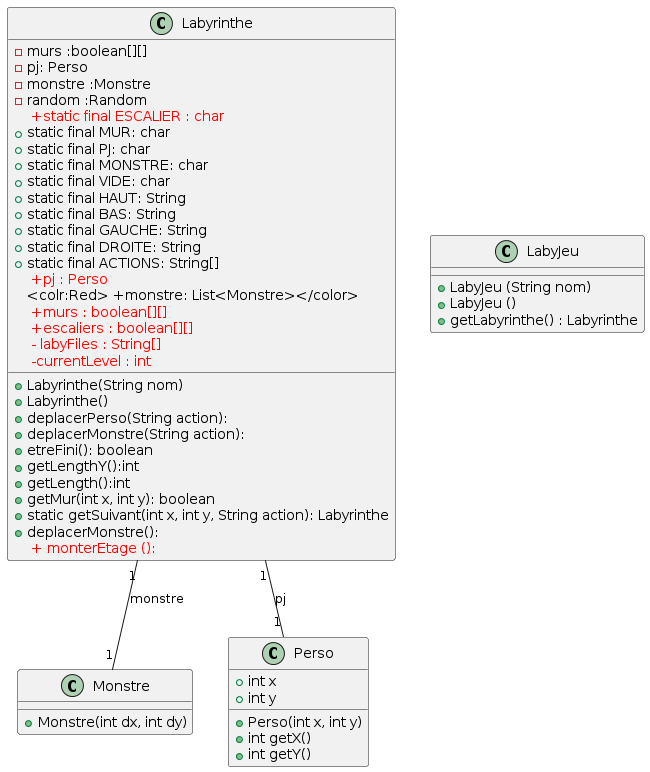 C Labyrinthe
murs :boolean[][]
pj: Perso
monstre :Monstre
random :Random
+static final ESCALIER : char
static final MUR: char
static final PJ: char
static final MONSTRE: char
static final VIDE: char
static final HAUT: String
static final BAS: String
static final GAUCHE: String
static final DROITE: String
static final ACTIONS: String[]
+pj : Perso
<colr:Red> +monstre: List<Monstre></color>
+murs : boolean[][]
+escaliers : boolean[][]
- labyFiles : String[]
-currentLevel : int
Labyrinthe(String nom)
Labyrinthe()
deplacerPerso(String action):
deplacerMonstre(String action):
etreFini(): boolean
getLengthY():int
getLength():int
getMur(int x, int y): boolean
static getSuivant(int x, int y, String action): Labyrinthe
deplacerMonstre():
+ monterEtage ():
C LabyJeu
LabyJeu (String nom)
LabyJeu ()
getLabyrinthe() : Labyrinthe
1
monstre
1
1
pj
1
C Monstre
Monstre(int dx, int dy)
C Perso
int x
int y
Perso(int x, int y)
int getX()
int getY()